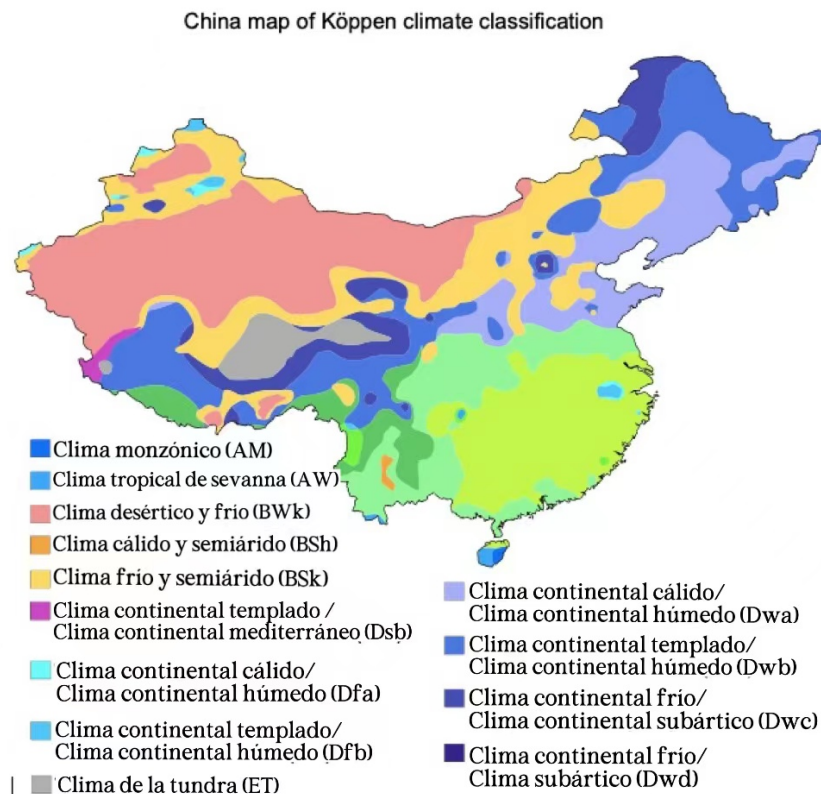 China map of Köppen climate classification
Clima monzónico (AM)
Clima tropical de sevanna (AW)
Clima desértico y frío (BWk)
Clima cálido y semiárido (BSh)
Clima frío y semiárido (BSk)
Clima continental templado /
Clima continental mediterráneo (Dsb)
Clima continental cálido/
Clima continental húmedo (Dfa)
Clima continental templado/
Clima continental húmedo (Dfb)
Clima de la tundra (ET)
Clima continental cálido/
Clima continental húmedo (Dwa)
Clima continental templado/
Clima continental húmedo (Dwb)
Clima continental frío/
Clima continental subártico (Dwc)
Clima continental frío/
Clima subártico (Dwd)